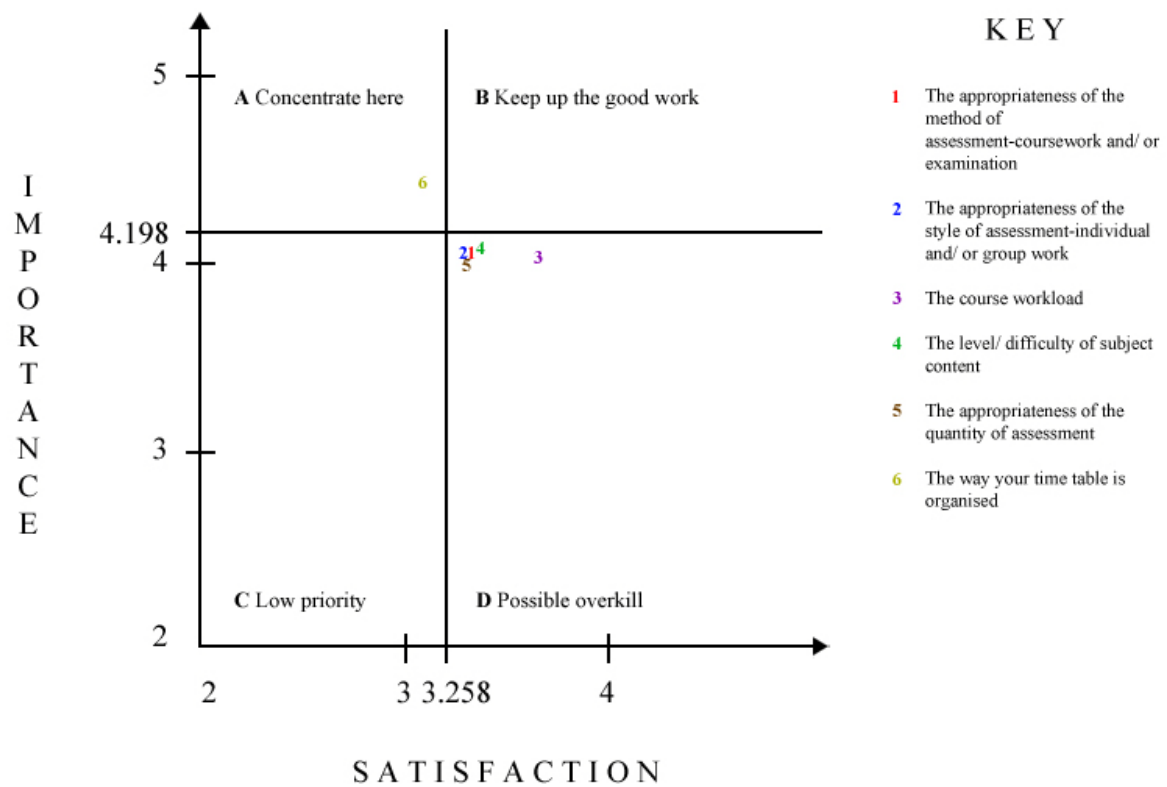 KEY
5
A Concentrate here
B Keep up the good work
1 The appropriateness of the
method of
assessment-coursework and/ or
examination
6
I
M
P
O
R
T
A
N
C
E
4.198
4
2
1
4
3
5
2 The appropriateness of the
style of assessment-individual
and/ or group work
3 The course workload
4 The level/ difficulty of subject
content
5 The appropriateness of the
quantity of assessment
6 The way your time table is
organised
3
C Low priority
D Possible overkill
2
2 3 3.258 4
SATISFACTION